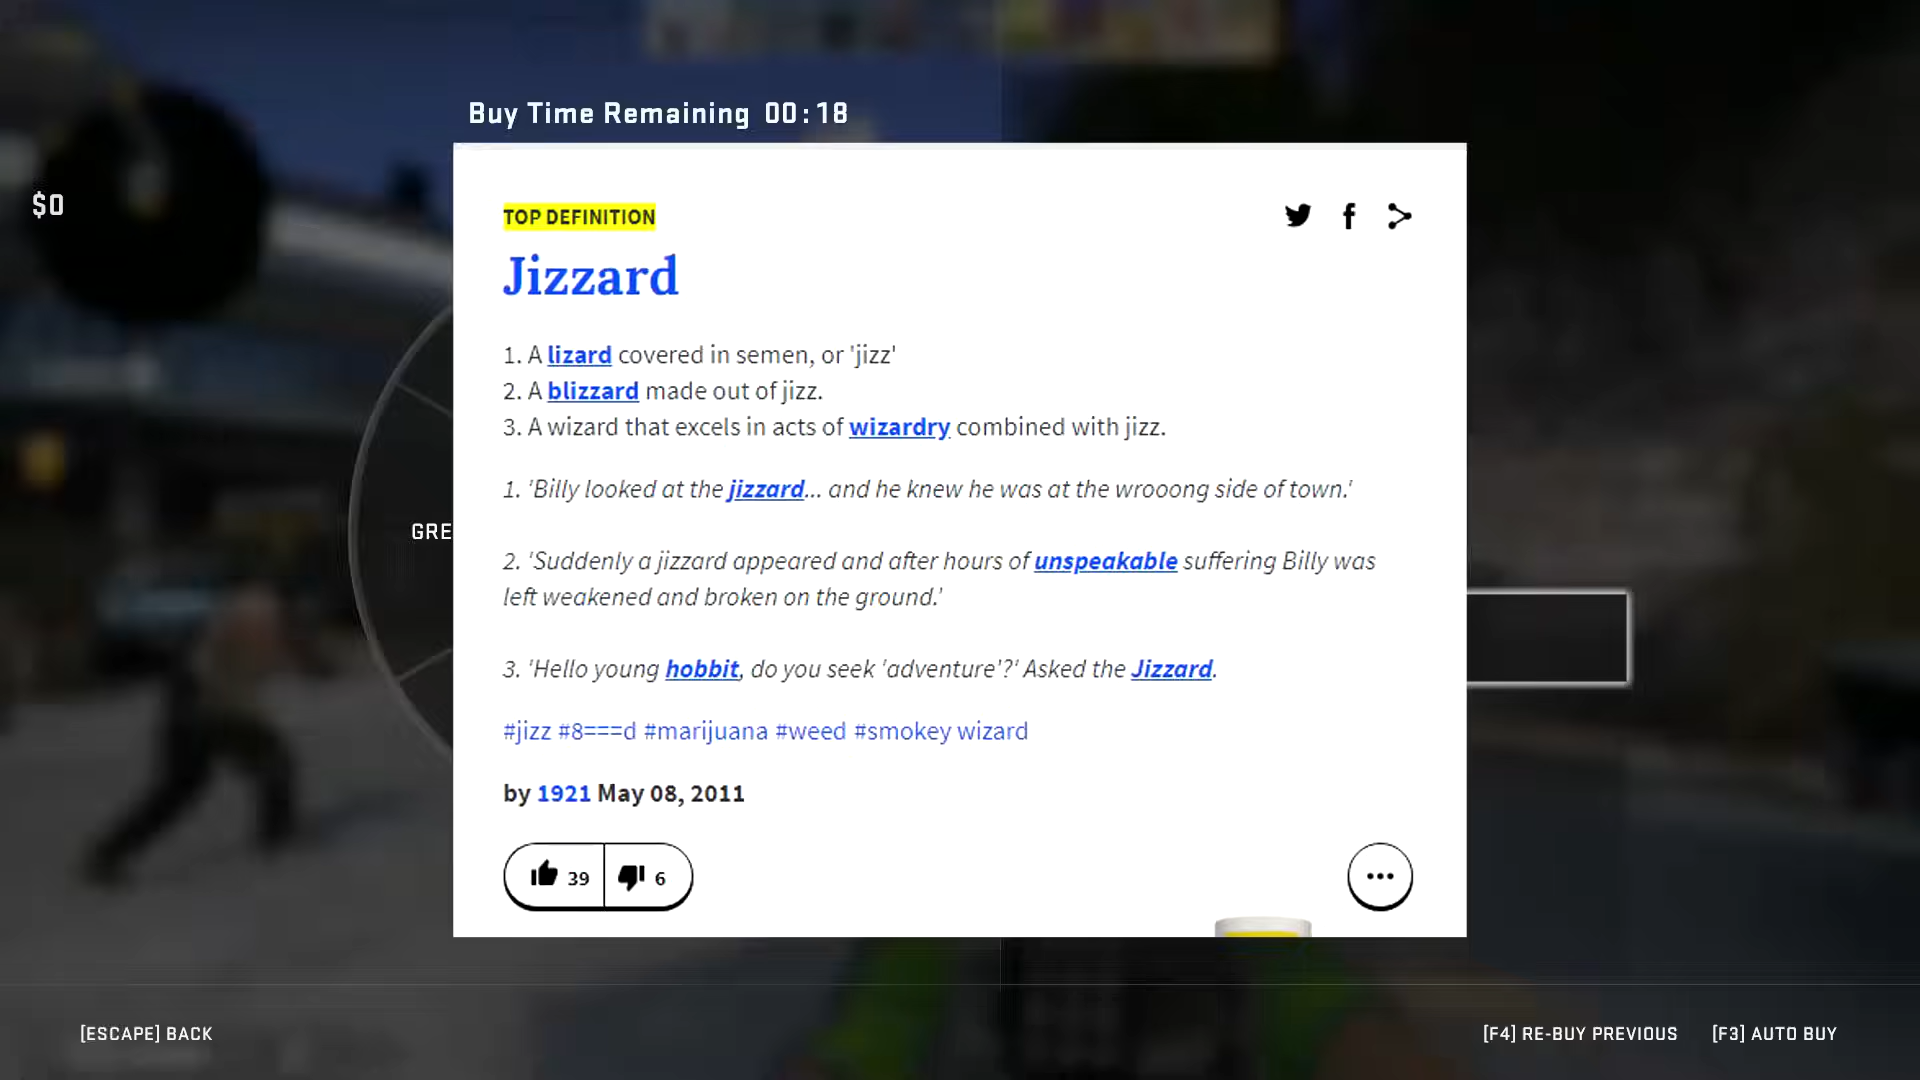 Buy Time Remaining 00:18
$0
TOP DEFINITION
Jizzard
1. A lizard covered in semen, or 'jizz'
2. A blizzard made out of jizz.
3. A wizard that excels in acts of wizardry combined with jizz.
1. 'Billy looked at the jizzard... and he knew he was at the wrooong side of town.'
GRE
2. 'Suddenly a jizzard appeared and after hours of unspeakable suffering Billy was
left weakened and broken on the ground.'
3. 'Hello young hobbit, do you seek 'adventure'?' Asked the Jizzard.
#jizz #8===d #marijuana #weed #smokey wizard
by 1921 May 08, 2011
39 6
[ESCAPE] BACK
[F4] RE-BUY PREVIOUS [F3] AUTO BUY